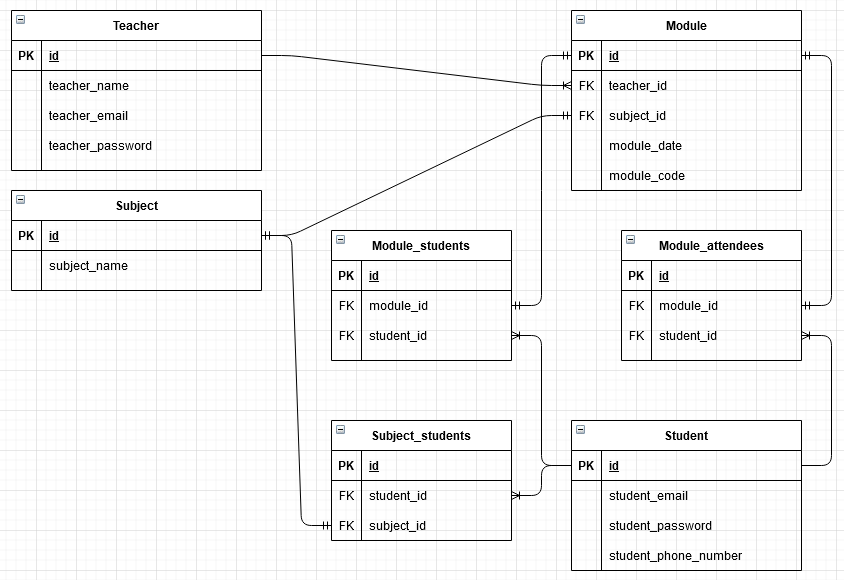 Teacher
PK id
teacher_name
teacher_email
teacher_password
Module
PK id
FK teacher_id
FK subject_id
module_date
module_code
Subject
PK id
subject_name
Module_students
PK id
FK module_id
FK student_id
Module_attendees
PK id
FK module_id
FK student_id
Subject_students
PK id
FK student_id
FK subject_id
Student
PK id
student_email
student_password
student_phone_number